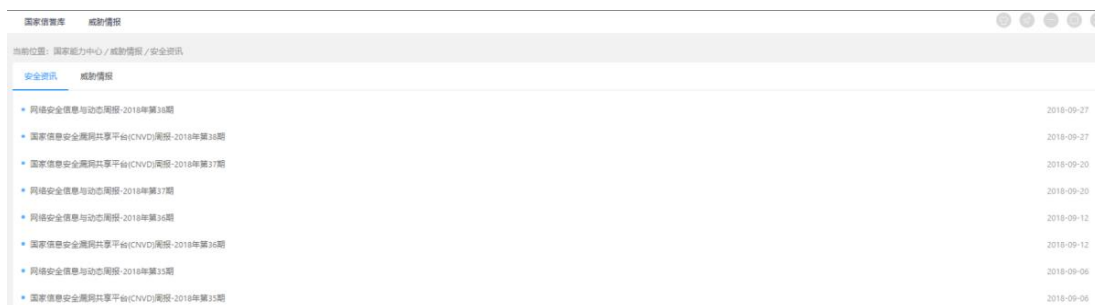 国家信誉库 威胁情报
当前位置：国家能力中心 / 威胁情报 / 安全资讯
安全资讯 威胁情报
网络安全信息与动态周报-2018年第38期 2018-09-27
国家信息安全漏洞共享平台(CNVD)周报-2018年第38期 2018-09-27
国家信息安全漏洞共享平台(CNVD)周报-2018年第37期 2018-09-20
网络安全信息与动态周报-2018年第37期 2018-09-20
网络安全信息与动态周报-2018年第36期 2018-09-12
国家信息安全漏洞共享平台(CNVD)周报-2018年第36期 2018-09-12
网络安全信息与动态周报-2018年第35期 2018-09-06
国家信息安全漏洞共享平台(CNVD)周报-2018年第35期 2018-09-06